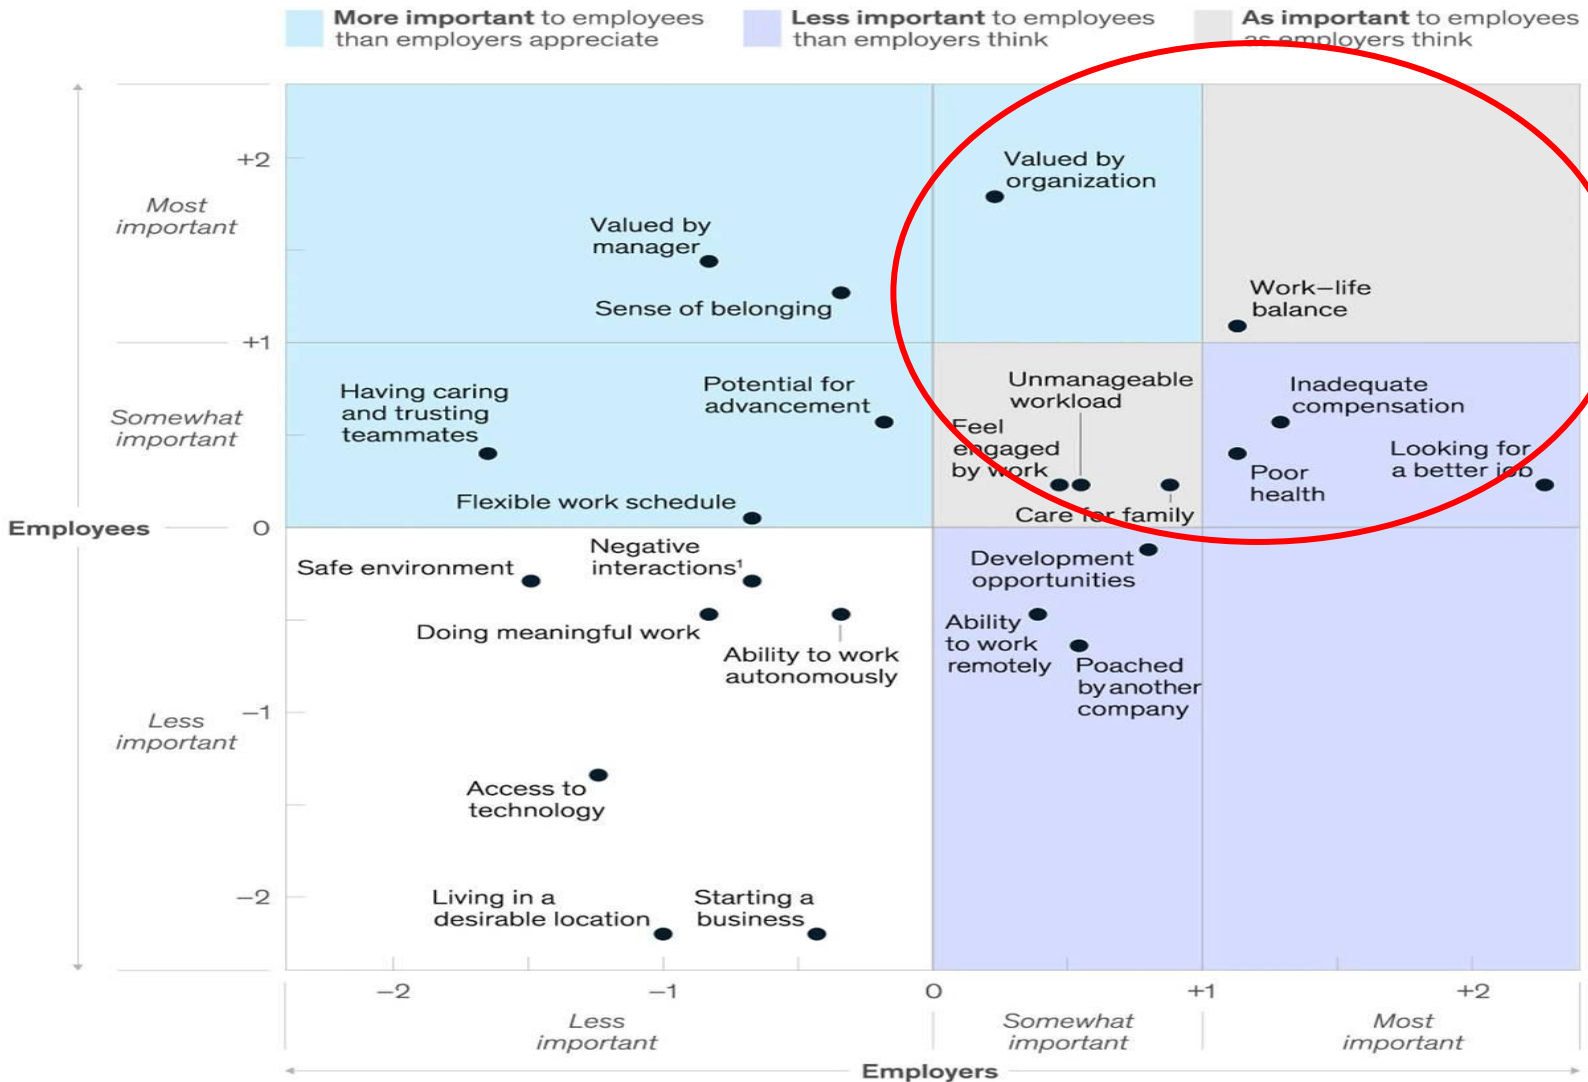 More important to employees
than employers appreciate
Less important to employees
than employers think
As important to employees
as employers think
+2
Most
important
Valued by
organization
Valued by
manager
Sense of belonging
Work–life
balance
+1
Somewhat
important
Having caring
and trusting
teammates
Potential for
advancement
Unmanageable
workload
Feel
engaged
by work
Care for family
Inadequate
compensation
Poor
health
Looking for
a better job
Flexible work schedule
Employees
0
Safe environment
Negative
interactions¹
Doing meaningful work
Ability to work
autonomously
Development
opportunities
Ability
to work
remotely
Poached
by another
company
−1
Less
important
Access to
technology
−2
Living in a
desirable location
Starting a
business
−2
−1
0
+1
+2
Less
important
Somewhat
important
Most
important
Employers